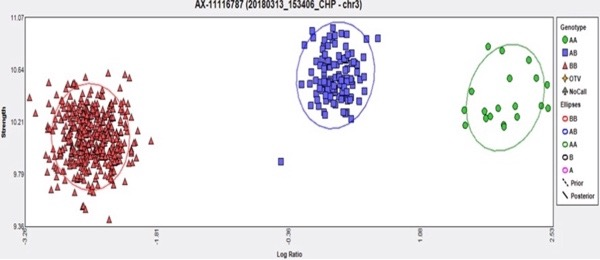 AX-11116787 (20180313_153406_CHP - chr3)
11.07
10.64
10.21
9.79
9.36
Strength
-3.26
-1.81
-0.36
1.08
2.53
Log Ratio
Genotype
AA
AB
BB
OTV
NoCall
Ellipses
BB
AB
AA
B
A
Prior
Posterior